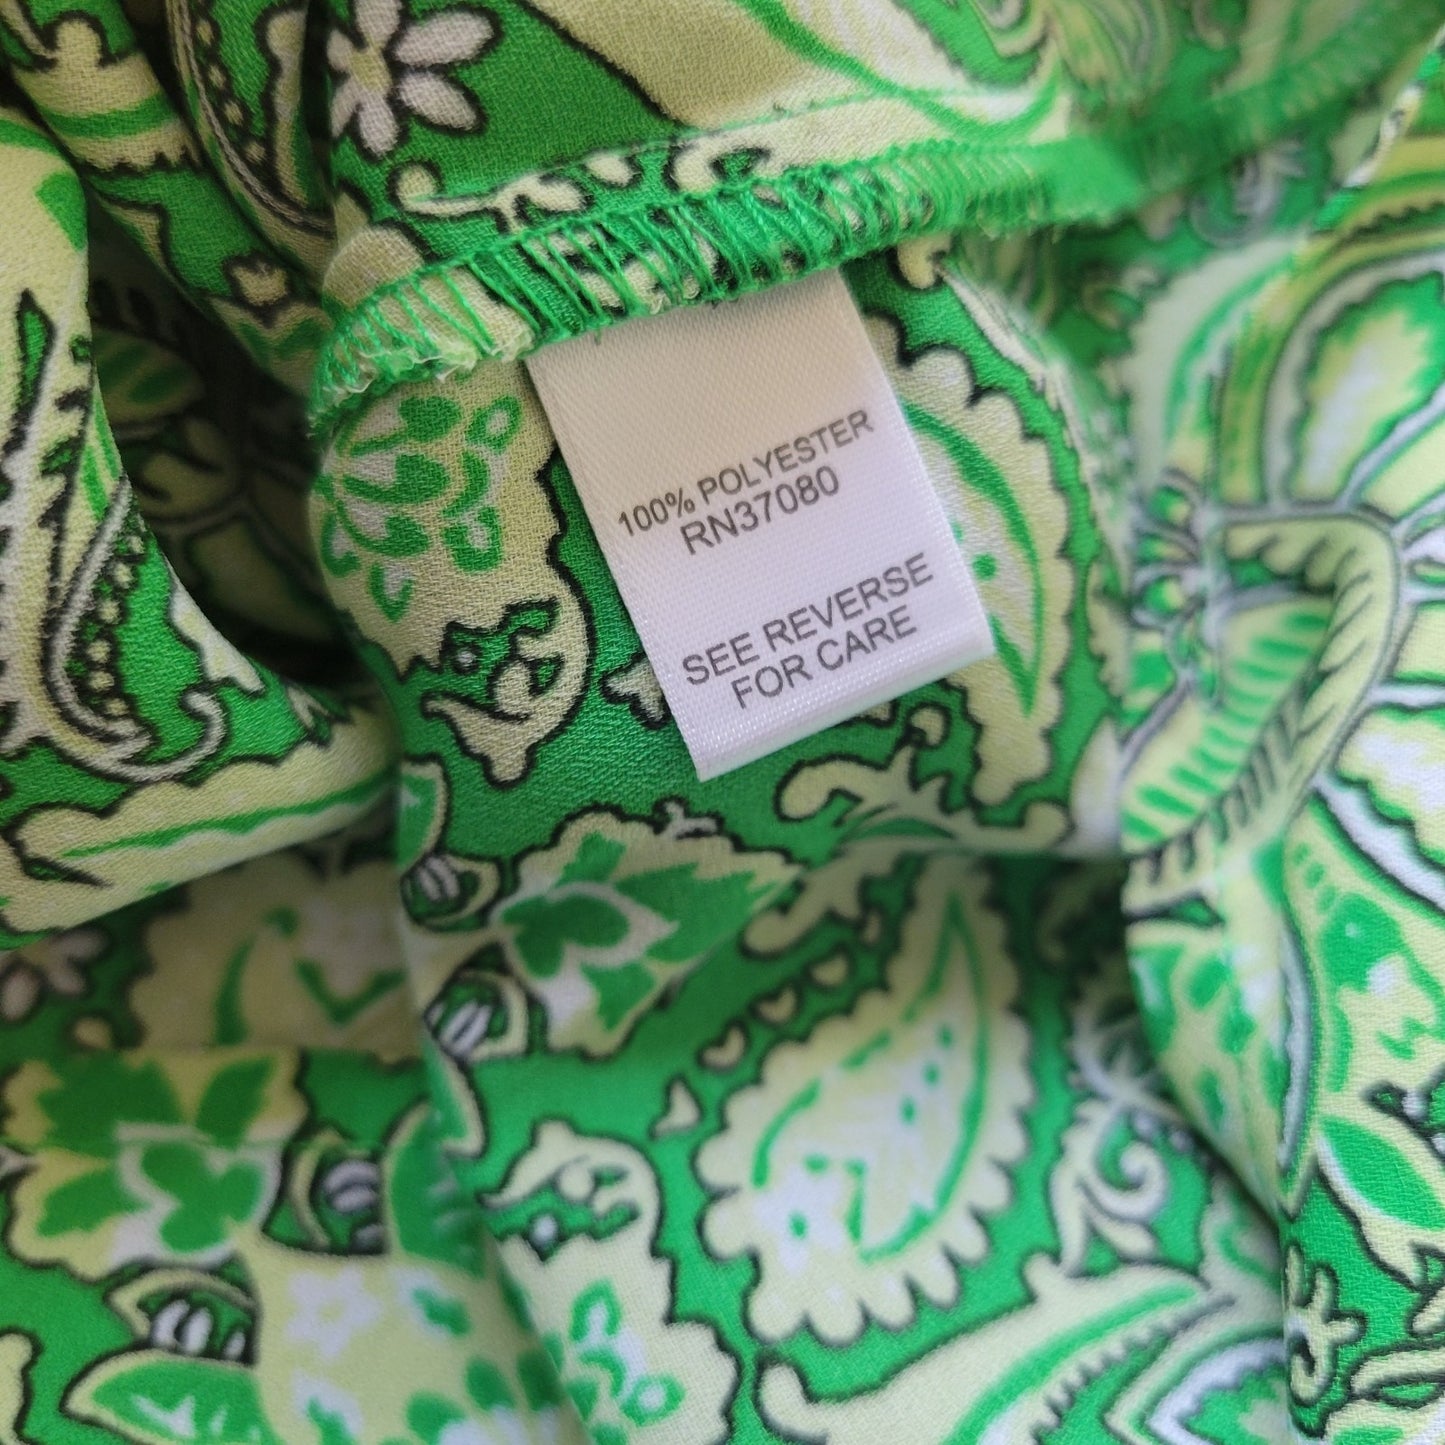 100% POLYESTER
RN37080
SEE REVERSE
FOR CARE